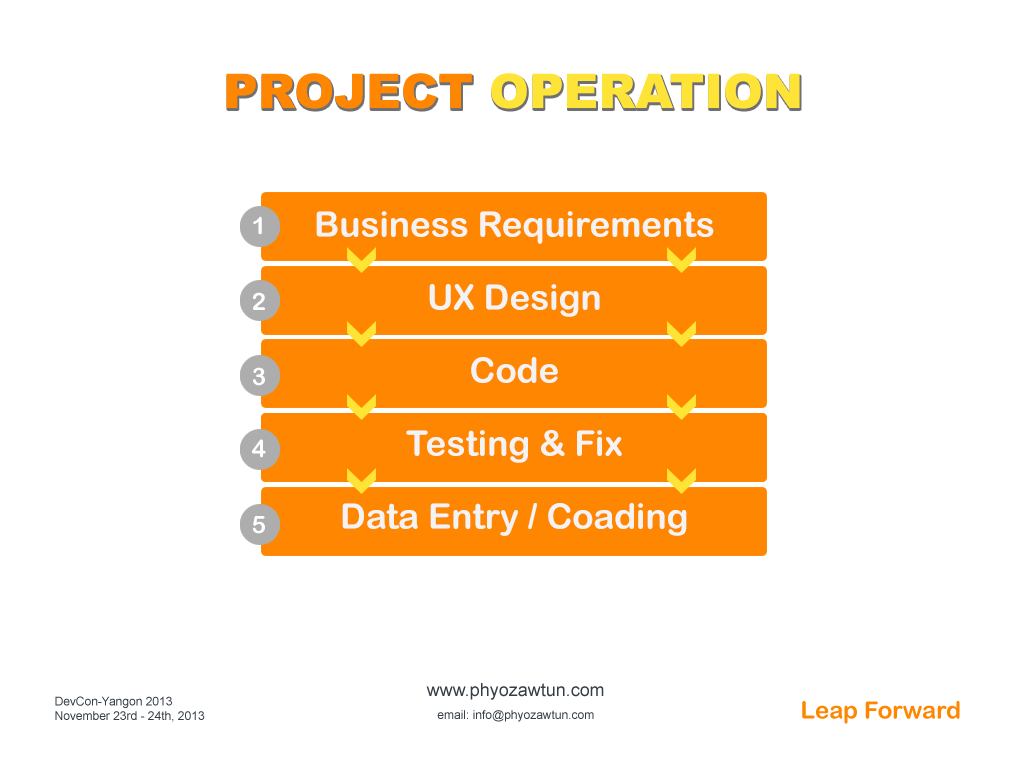 PROJECT OPERATION
1 Business Requirements
2 UX Design
3 Code
4 Testing & Fix
5 Data Entry / Coading
DevCon-Yangon 2013
November 23rd - 24th, 2013
www.phyozawtun.com
email: info@phyozawtun.com
Leap Forward